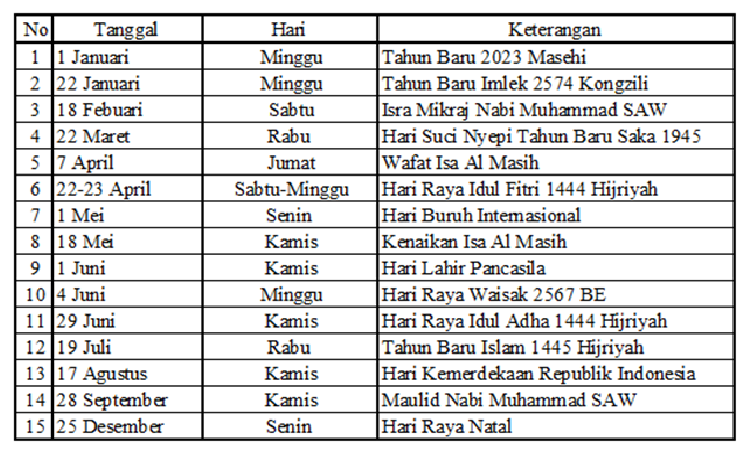 No Tanggal Hari Keterangan
1 1 Januari Minggu Tahun Baru 2023 Masehi
2 22 Januari Minggu Tahun Baru Imlek 2574 Kongzili
3 18 Febuari Sabtu Isra Mikraj Nabi Muhammad SAW
4 22 Maret Rabu Hari Suci Nyepi Tahun Baru Saka 1945
5 7 April Jumat Wafat Isa Al Masih
6 22-23 April Sabtu-Minggu Hari Raya Idul Fitri 1444 Hijriyah
7 1 Mei Senin Hari Buruh Internasional
8 18 Mei Kamis Kenaikan Isa Al Masih
9 1 Juni Kamis Hari Lahir Pancasila
10 4 Juni Minggu Hari Raya Waisak 2567 BE
11 29 Juni Kamis Hari Raya Idul Adha 1444 Hijriyah
12 19 Juli Rabu Tahun Baru Islam 1445 Hijriyah
13 17 Agustus Kamis Hari Kemerdekaan Republik Indonesia
14 28 September Kamis Maulid Nabi Muhammad SAW
15 25 Desember Senin Hari Raya Natal